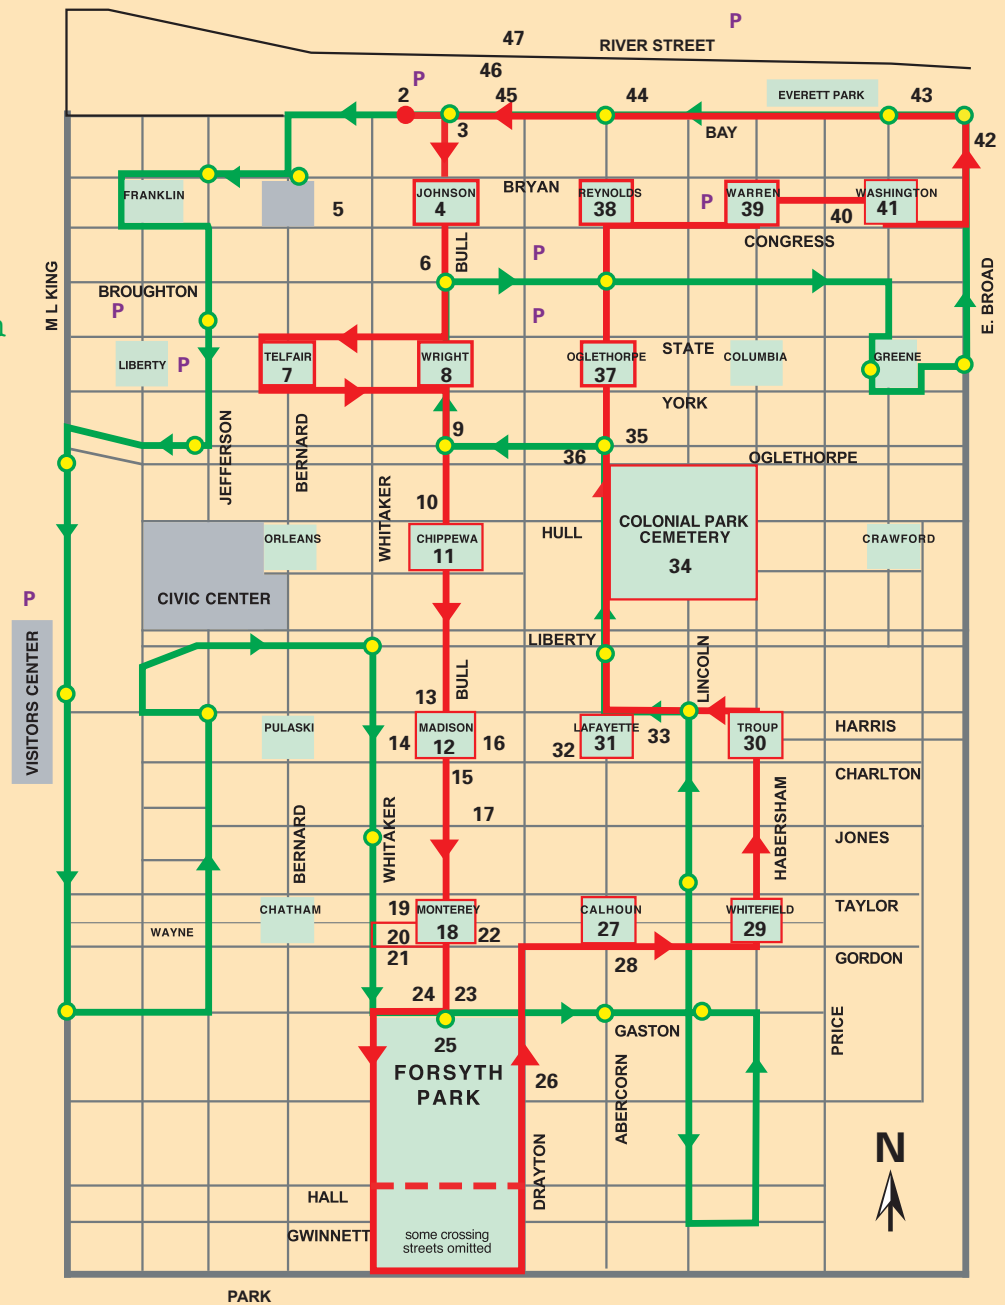 P
47
RIVER STREET
46
P
2
45
44
EVERETT PARK
43
3
BAY
42
FRANKLIN
5
JOHNSON
4
BRYAN
REYNOLDS
38
P
WARREN
39
40
WASHINGTON
41
CONGRESS
BULL
6
P
M L KING
E. BROAD
BROUGHTON
P
P
LIBERTY
P
TELFAIR
7
WRIGHT
8
OGLETHORPE
37
STATE
COLUMBIA
GREENE
YORK
JEFFERSON
BERNARD
9
35
36
OGLETHORPE
WHITAKER
10
COLONIAL PARK
CEMETERY
34
HULL
ORLEANS
CHIPPEWA
11
CRAWFORD
P
CIVIC CENTER
LIBERTY
VISITORS CENTER
BULL
LINCOLN
13
PULASKI
14
MADISON
12
16
LAFAYETTE
31
32
33
TROUP
30
HARRIS
15
CHARLTON
17
BERNARD
WHITAKER
HABERSHAM
JONES
CHATHAM
19
MONTEREY
18
CALHOUN
27
WHITEFIELD
29
TAYLOR
WAYNE
20
22
21
28
GORDON
24
23
GASTON
PRICE
25
FORSYTH
PARK
26
ABERCORN
DRAYTON
N
HALL
GWINNETT
some crossing
streets omitted
PARK